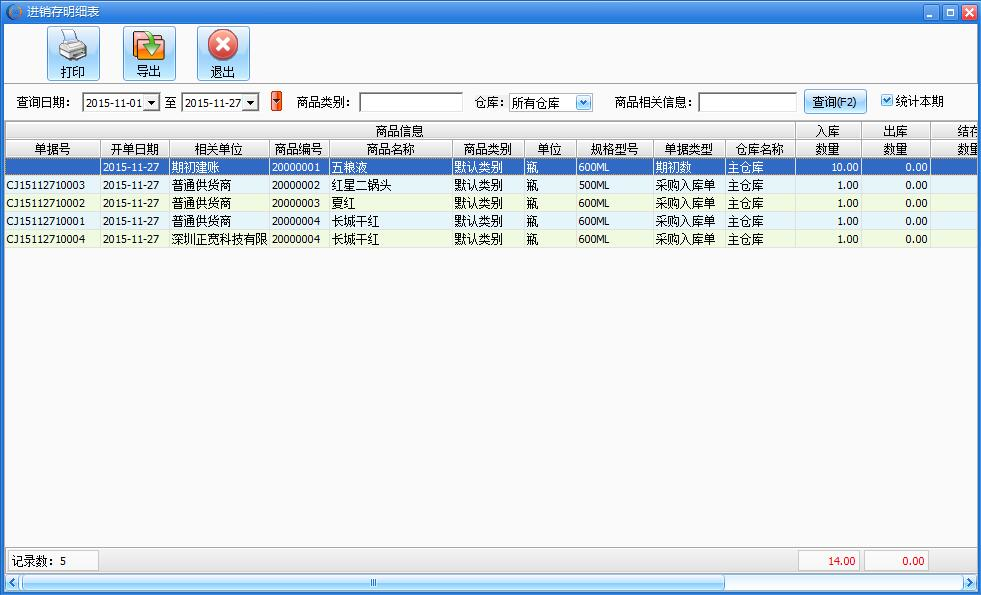 进销存明细表
打印 导出 退出
查询日期： 2015-11-01 至 2015-11-27 商品类别： 仓库： 所有仓库 商品相关信息： 查询(F2) 统计本期
商品信息 入库 出库 结存
单据号 开单日期 相关单位 商品编号 商品名称 商品类别 单位 规格型号 单据类型 仓库名称 数量 数量 数量
2015-11-27 期初建账 20000001 五粮液 默认类别 瓶 600ML 期初数 主仓库 10.00 0.00
CJ15112710003 2015-11-27 普通供货商 20000002 红星二锅头 默认类别 瓶 500ML 采购入库单 主仓库 1.00 0.00
CJ15112710002 2015-11-27 普通供货商 20000003 夏红 默认类别 瓶 600ML 采购入库单 主仓库 1.00 0.00
CJ15112710001 2015-11-27 普通供货商 20000004 长城干红 默认类别 瓶 600ML 采购入库单 主仓库 1.00 0.00
CJ15112710004 2015-11-27 深圳正宽科技有限 20000004 长城干红 默认类别 瓶 600ML 采购入库单 主仓库 1.00 0.00
记录数：5 14.00 0.00